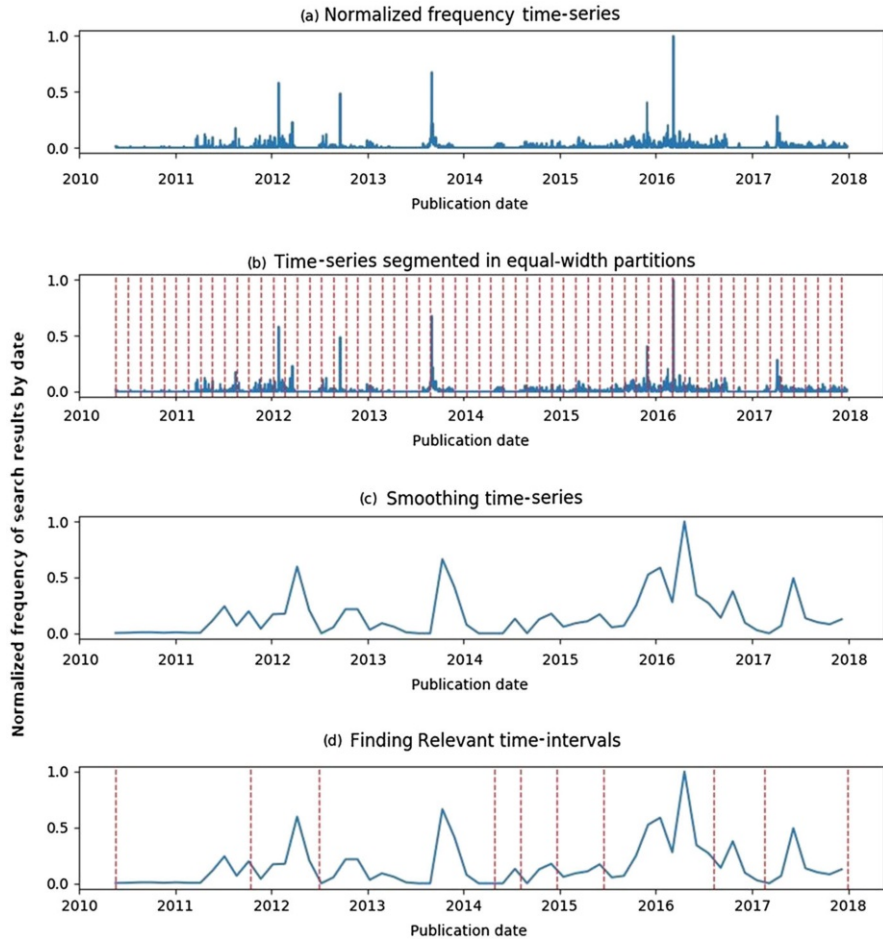 (a) Normalized frequency time-series
1.0
0.5
0.0
2010 2011 2012 2013 2014 2015 2016 2017 2018
Publication date
(b) Time-series segmented in equal-width partitions
1.0
0.5
0.0
2010 2011 2012 2013 2014 2015 2016 2017 2018
Publication date
Normalized frequency of search results by date
(c) Smoothing time-series
1.0
0.5
0.0
2010 2011 2012 2013 2014 2015 2016 2017 2018
Publication date
(d) Finding Relevant time-intervals
1.0
0.5
0.0
2010 2011 2012 2013 2014 2015 2016 2017 2018
Publication date